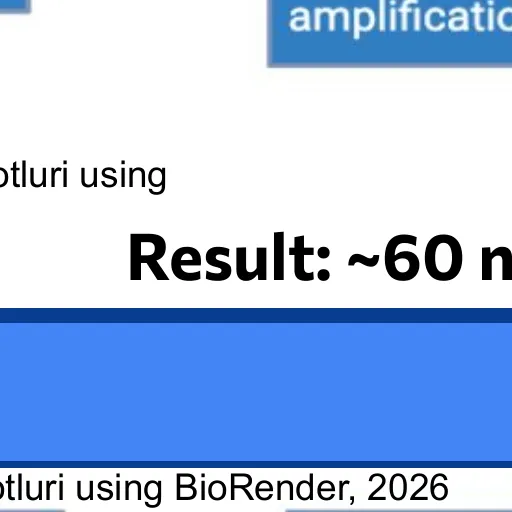 amplificatio
otluri using
Result: ~60 n
otluri using BioRender, 2026